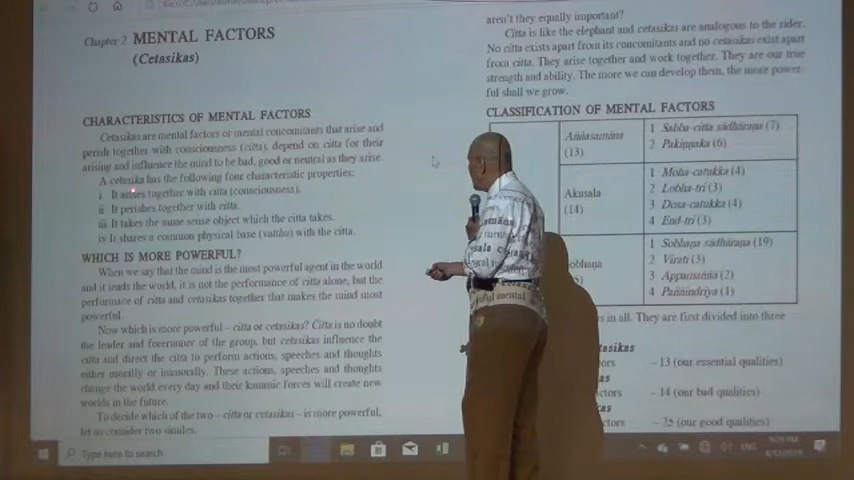 Chapter 2 MENTAL FACTORS
(Cetasikas)
CHARACTERISTICS OF MENTAL FACTORS
Cetasikas are mental factors or mental concomitants that arise and
perish together with consciousness (citta), depend on citta for their
arising and influence the mind to be bad, good or neutral as they arise.
A cetasika has the following four characteristic properties:
i It arises together with citta (consciousness).
ii It perishes together with citta.
iii It takes the same sense object which the citta takes.
iv It shares a common physical base (vatthu) with the citta.
WHICH IS MORE POWERFUL?
When we say that the mind is the most powerful agent in the world
and it leads the world, it is not the performance of citta alone, but the
performace of citta and cetasikas together that makes the mind most
powerful.
Now which is more powerful – citta or cetasikas? Citta is no doubt
the leader and forerunner of the group, but cetasikas influence the
citta and direct the citta to perform actions, speeches and thoughts
either morally or immorally. These actions, speeches and thoughts
change the world every day and their kammic forces will create new
worlds in the future.
To decide which of the two – citta or cetasikas – is more powerful,
let us consider two similes.
aren't they equally important?
Citta is like the elephant and cetasikas are analogous to the rider.
No citta exists apart from its concomitants and no cetasikas exist apart
from citta. They arise together and work together. They are our true
strength and ability. The more we can develop them, the more power-
ful shall we grow.
CLASSIFICATION OF MENTAL FACTORS
Aññasamāna
(13)
1 Sabba-citta sādhāraṇa (7)
2 Pakiṇṇaka (6)
Akusala
(14)
1 Moha-catukka (4)
2 Lobha-tri (3)
3 Dosa-catukka (4)
4 End-tri (3)
1 Sobhaṇa sādhāraṇa (19)
2 Virati (3)
3 Appamaññā (2)
4 Paññindriya (1)
in all. They are first divided into three
– 13 (our essential qualities)
– 14 (our bad qualities)
– 25 (our good qualities)
Type here to search
ENG